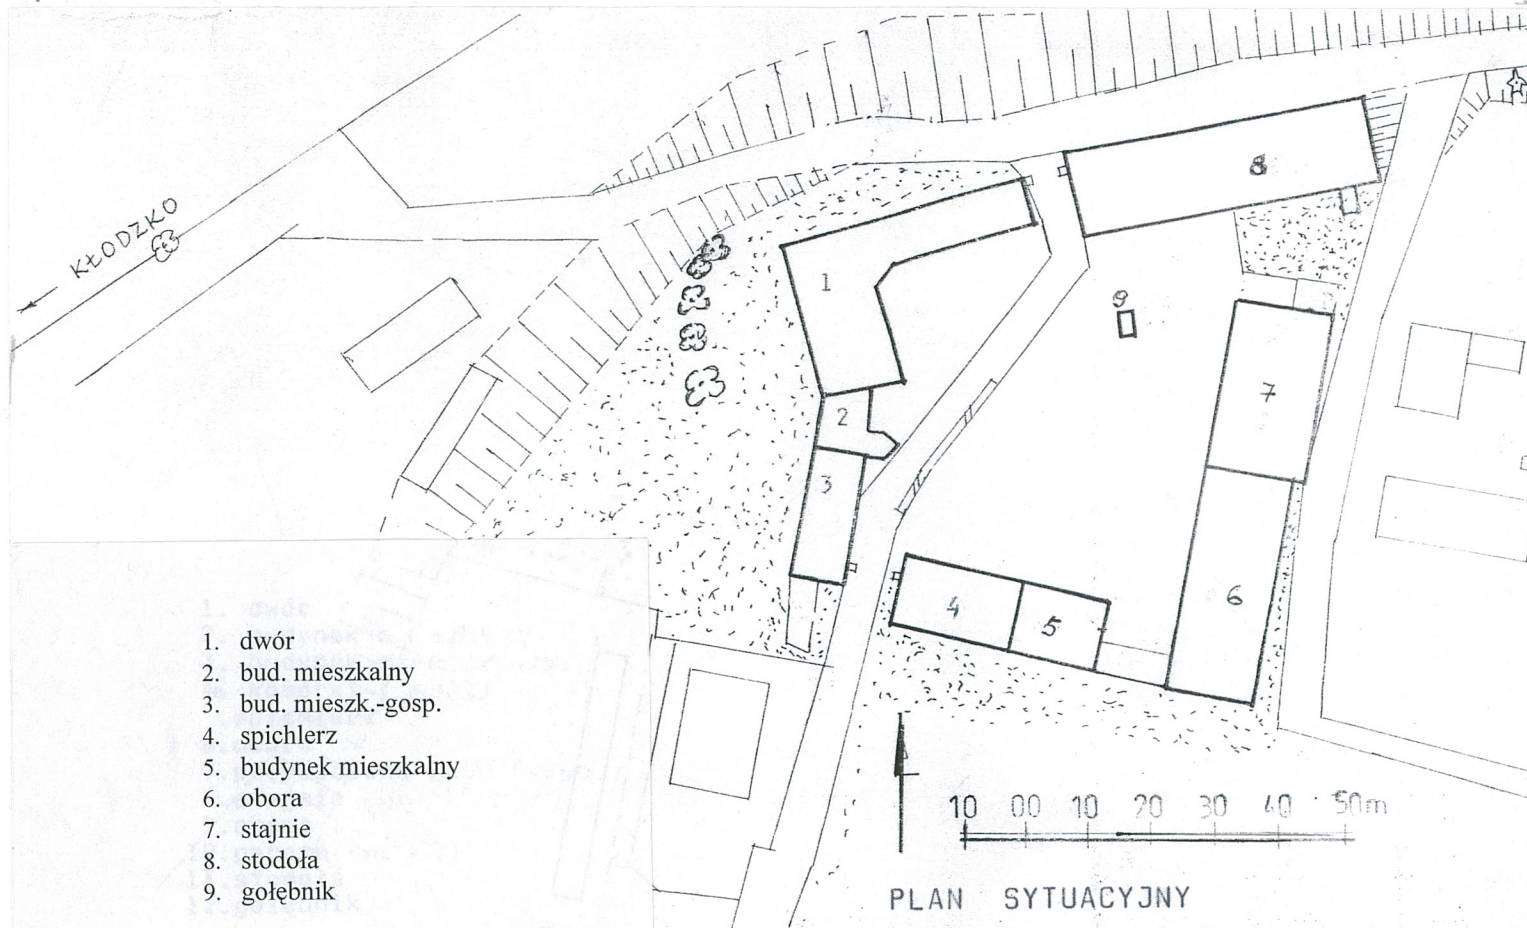 KŁODZKO
1
2
3
4
5
6
7
8
9
1. dwór
2. bud. mieszkalny
3. bud. mieszk.-gosp.
4. spichlerz
5. budynek mieszkalny
6. obora
7. stajnie
8. stodoła
9. gołębnik
10 00 10 20 30 40 50m
PLAN SYTUACYJNY